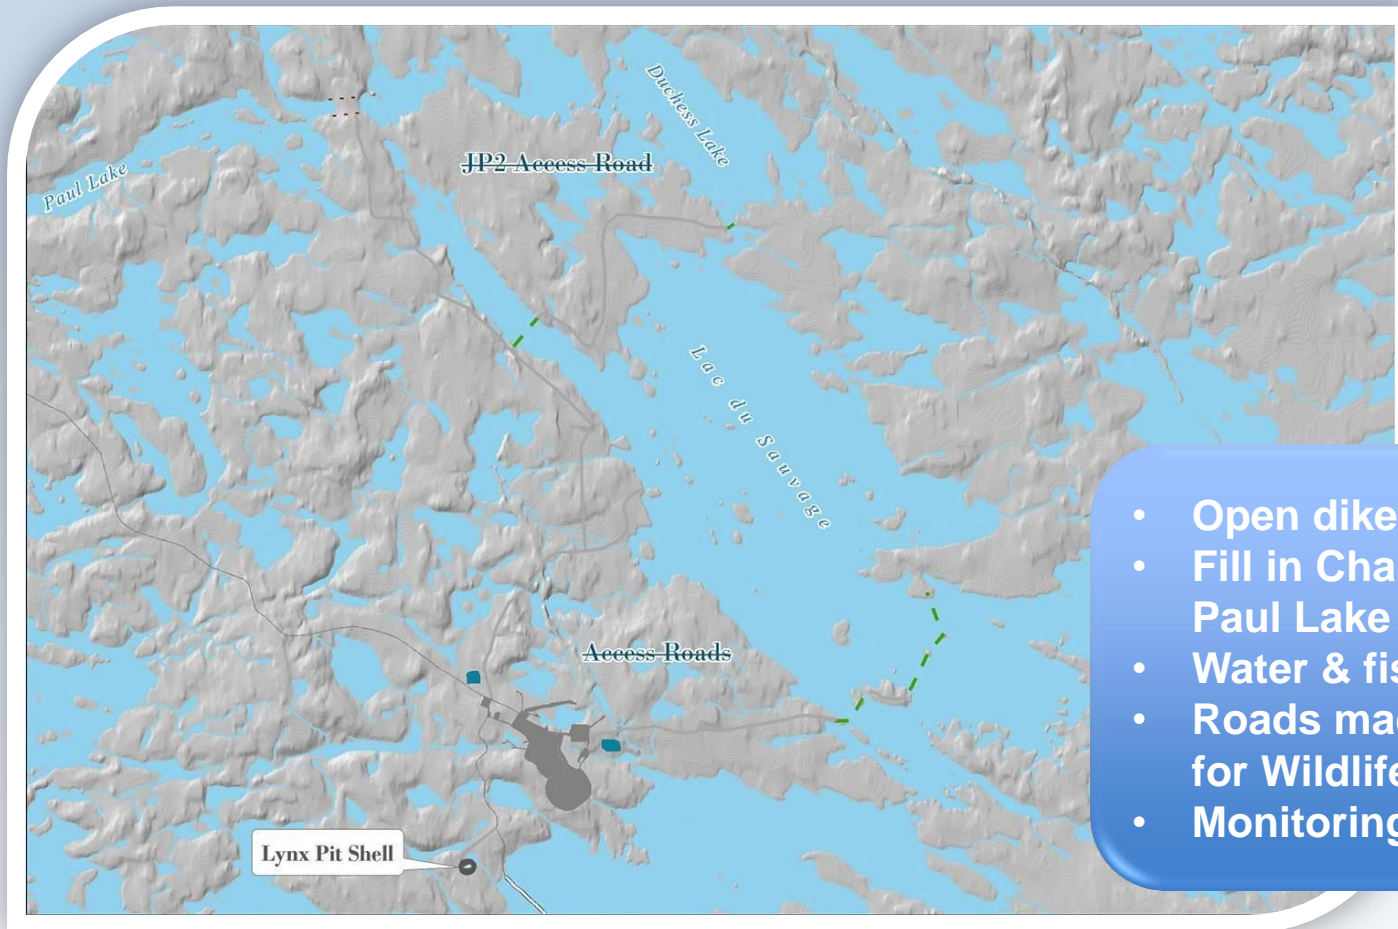 Duchess Lake
JP2 Access Road
Paul Lake
Lac du Sauvage
• Open dike
• Fill in Cha
Paul Lake
• Water & fis
• Roads mad
for Wildlife
• Monitoring
Access Roads
Lynx Pit Shell